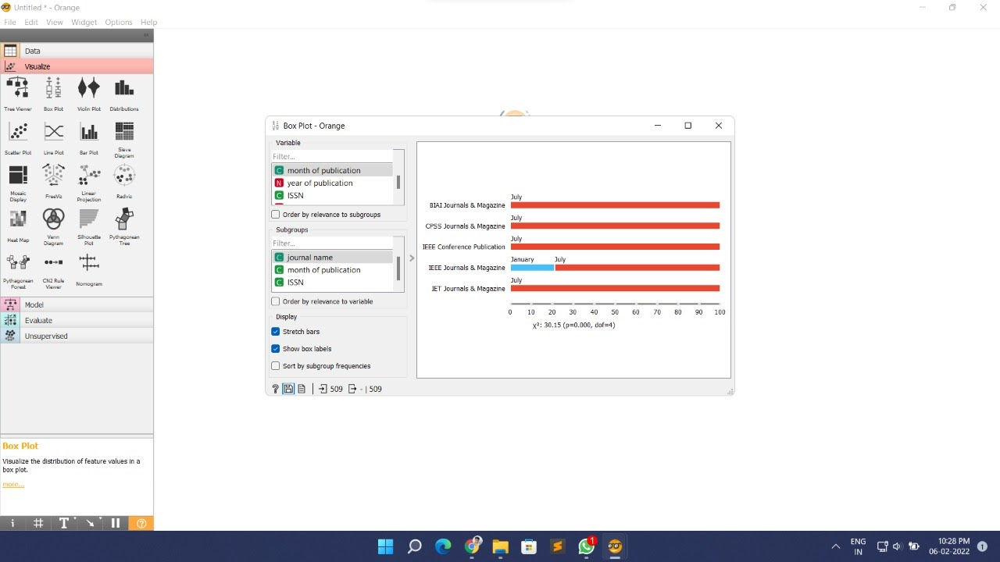 Untitled * - Orange
File Edit View Widget Options Help
Data
Visualize
Tree Viewer Box Plot Violin Plot Distributions
Scatter Plot Line Plot Bar Plot Sieve Diagram
Mosaic Display FreeViz Linear Projection Radviz
Heat Map Venn Diagram Silhouette Plot Pythagorean Tree
Pythagorean Forest CN2 Rule Viewer Nomogram
Model
Evaluate
Unsupervised
Box Plot
Visualize the distribution of feature values in a
box plot.
more...
Box Plot - Orange
Variable
Filter...
C month of publication
N year of publication
C ISSN
Order by relevance to subgroups
Subgroups
Filter...
C journal name
C month of publication
C ISSN
Order by relevance to variable
Display
Stretch bars
Show box labels
Sort by subgroup frequencies
? 509 - | 509
July
BIAI Journals & Magazine
July
CPSS Journals & Magazine
July
IEEE Conference Publication
January July
IEEE Journals & Magazine
July
IET Journals & Magazine
0 10 20 30 40 50 60 70 80 90 100
χ²: 30.15 (p=0.000, dof=4)
i # T ?
1
ENG
IN
10:28 PM
06-02-2022
1